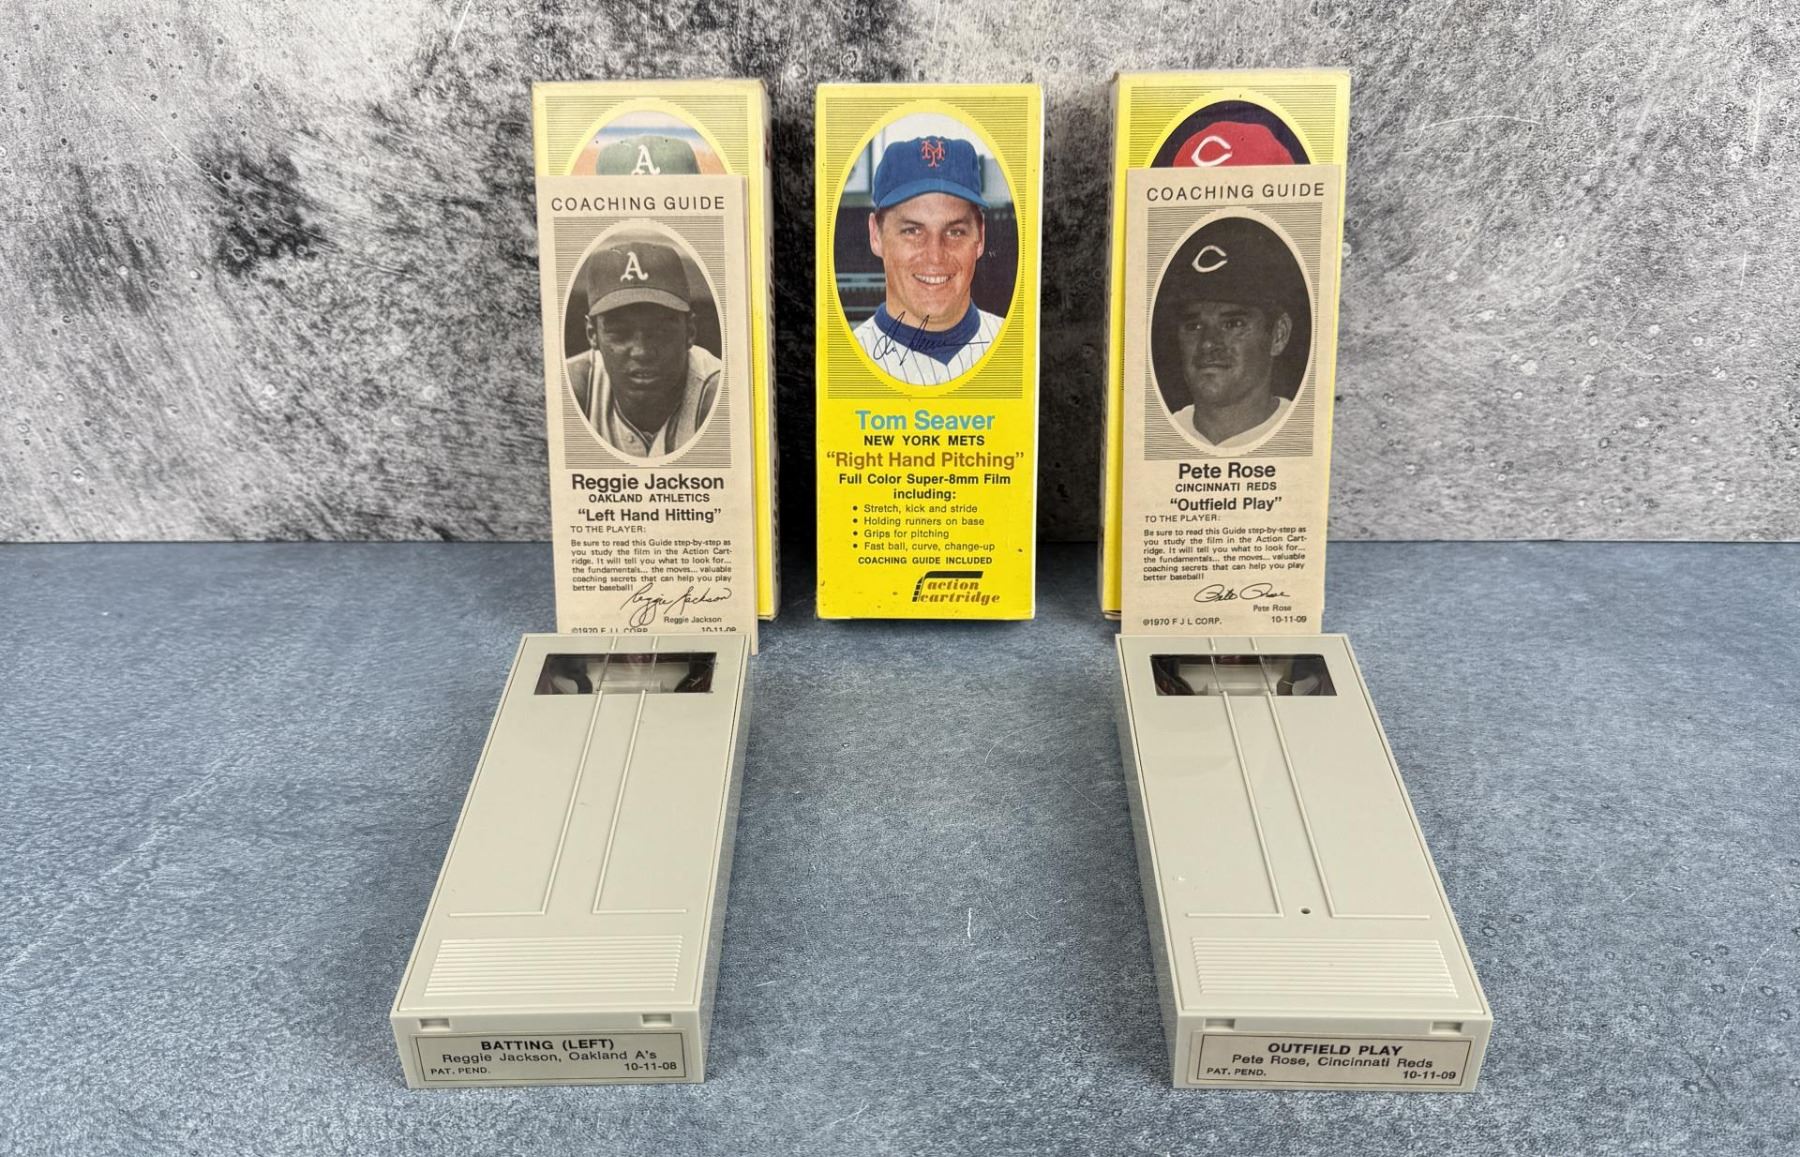 A
COACHING GUIDE
A
Reggie Jackson
OAKLAND ATHLETICS
"Left Hand Hitting"
TO THE PLAYER:
Be sure to read this Guide step-by-step as
you study the film in the Action Cart-
ridge. It will tell you what to look for...
the fundamentals... the moves... valuable
coaching secrets that can help you play
better baseball!
Reggie Jackson
Reggie Jackson
©1970 F J L CORP. 10-11-08
NY
Tom Seaver
NEW YORK METS
"Right Hand Pitching"
Full Color Super-8mm Film
including:
• Stretch, kick and stride
• Holding runners on base
• Grips for pitching
• Fast ball, curve, change-up
COACHING GUIDE INCLUDED
action
cartridge
C
COACHING GUIDE
C
Pete Rose
CINCINNATI REDS
"Outfield Play"
TO THE PLAYER:
Be sure to read this Guide step-by-step as
you study the film in the Action Cart-
ridge. It will tell you what to look for...
the fundamentals... the moves... valuable
coaching secrets that can help you play
better baseball!
Pete Rose
Pete Rose
©1970 F J L CORP. 10-11-09
BATTING (LEFT)
Reggie Jackson, Oakland A's
PAT. PEND. 10-11-08
OUTFIELD PLAY
Pete Rose, Cincinnati Reds
PAT. PEND. 10-11-09